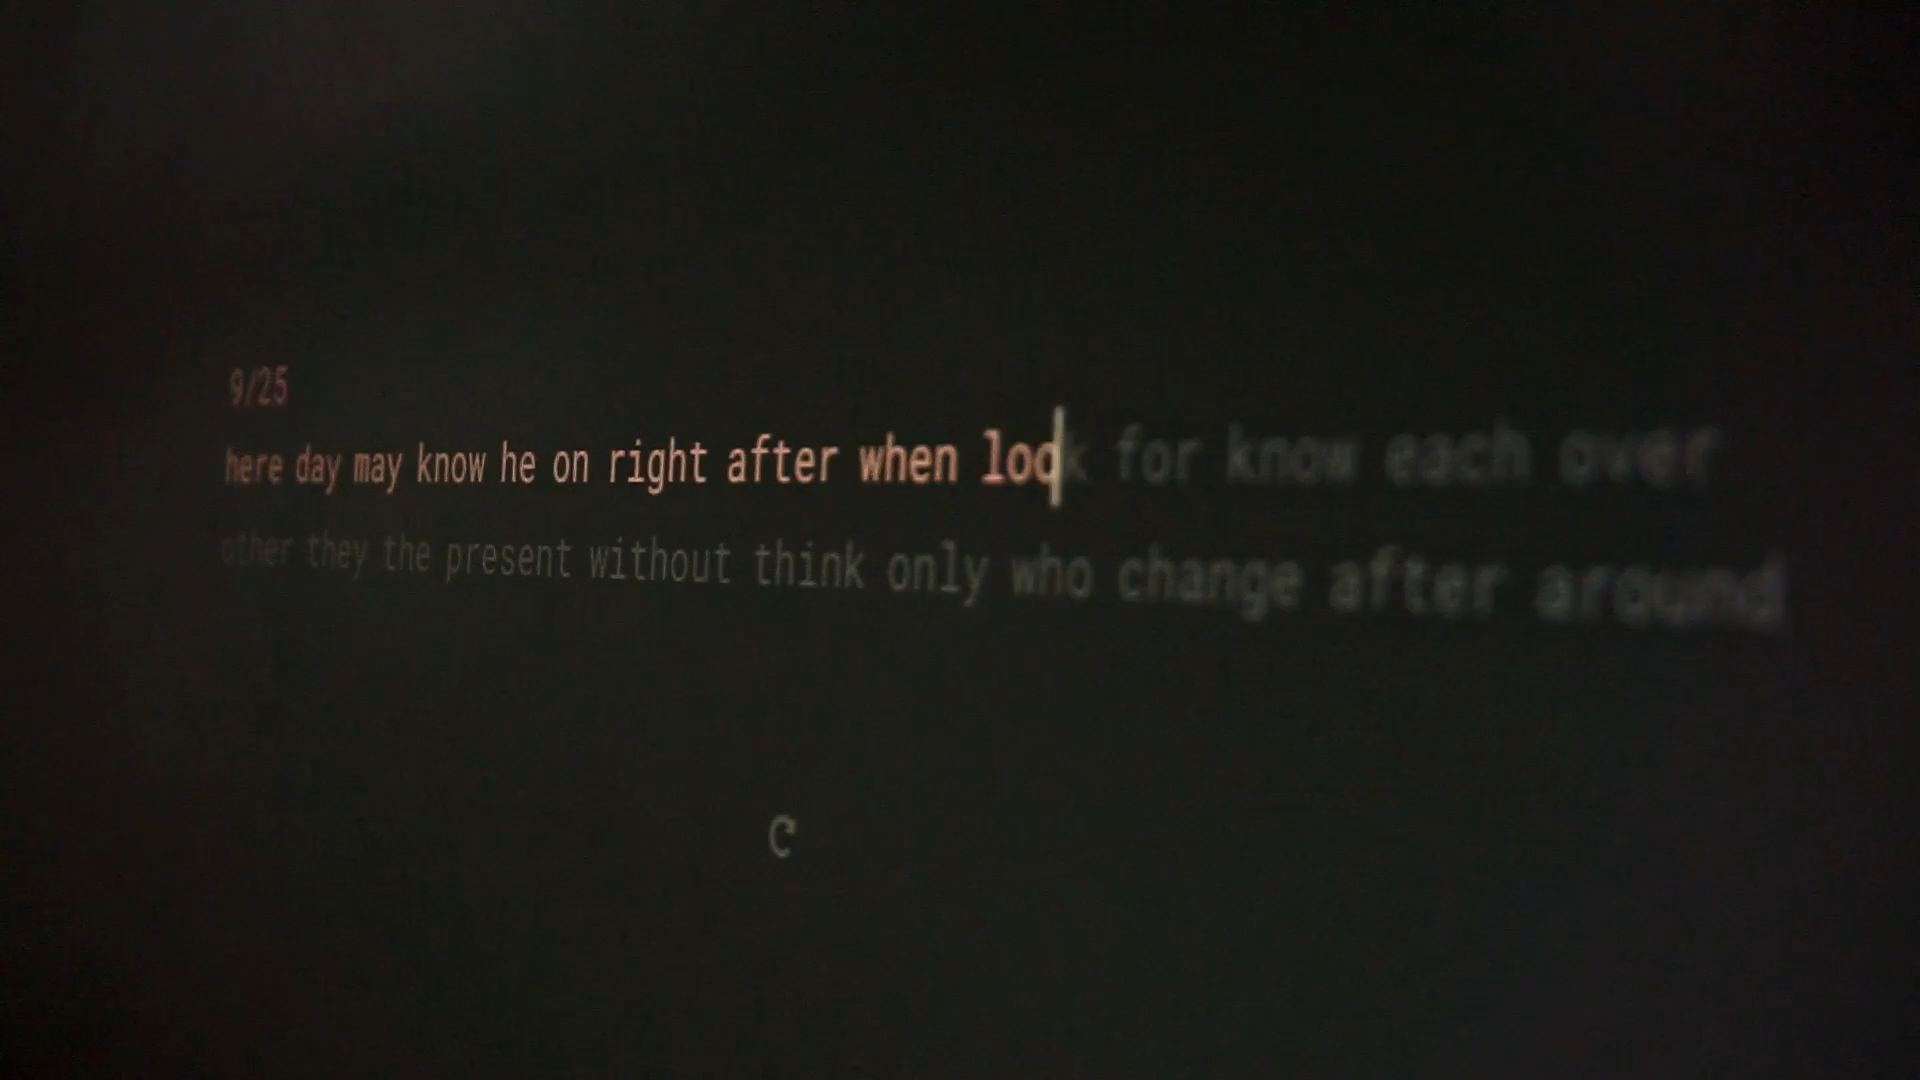 9/25
here day may know he on right after when look for know each over
other they the present without think only who change after around